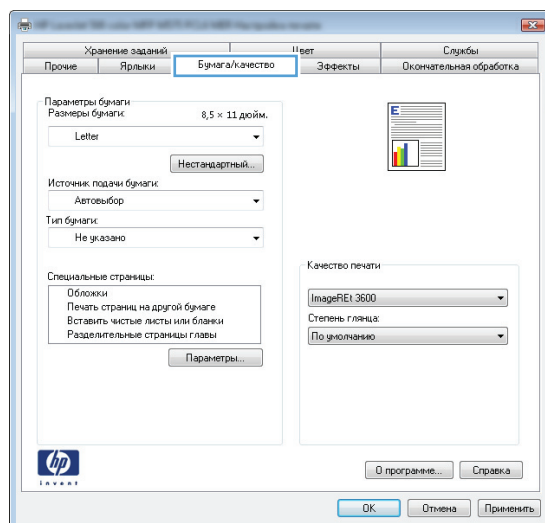 Хранение заданий Цвет Службы
Прочие Ярлыки Бумага/качество Эффекты Окончательная обработка
Параметры бумаги
Размеры бумаги: 8,5 × 11 дюйм.
Letter
Нестандартный...
Источник подачи бумаги:
Автовыбор
Тип бумаги:
Не указано
Специальные страницы:
Обложки
Печать страниц на другой бумаге
Вставить чистые листы или бланки
Разделительные страницы главы
Параметры...
E
Качество печати
ImageREt 3600
Степень глянца:
По умолчанию
hp
invent
О программе... Справка
OK Отмена Применить